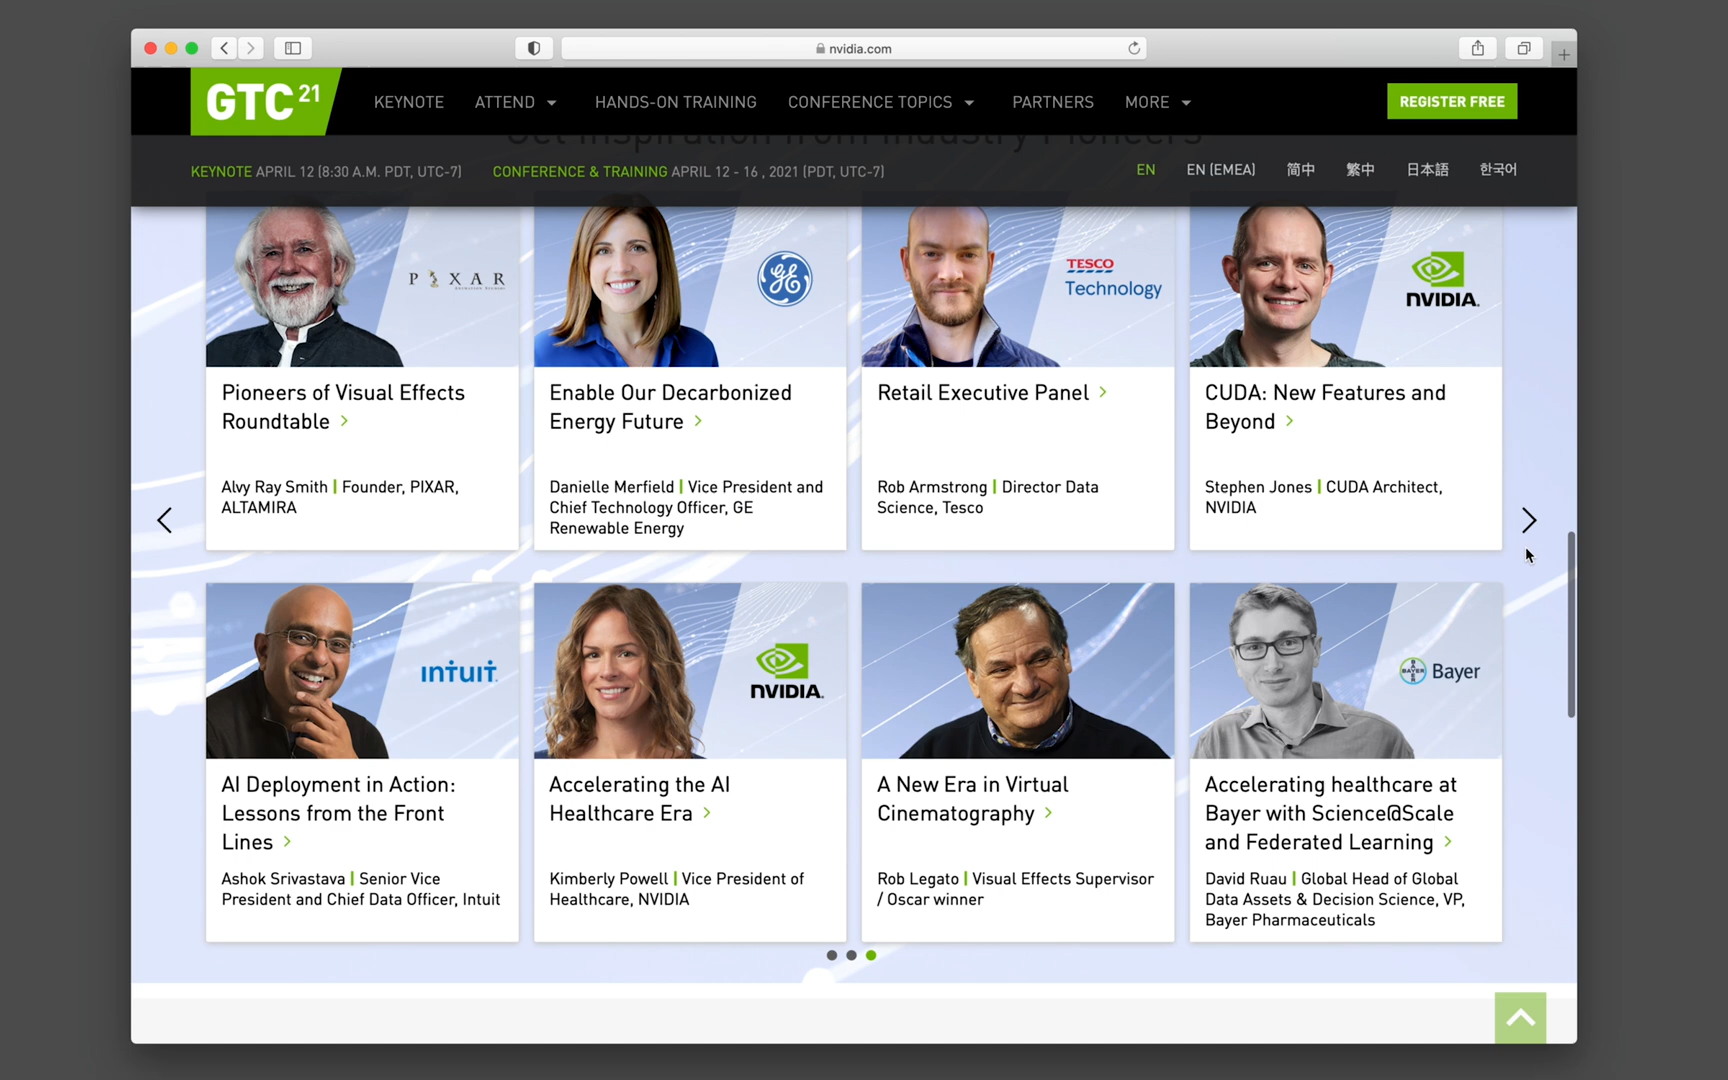 nvidia.com
GTC 21
KEYNOTE
ATTEND
HANDS-ON TRAINING
CONFERENCE TOPICS
PARTNERS
MORE
REGISTER FREE
Get Inspiration from Industry Pioneers
KEYNOTE APRIL 12 (8:30 A.M. PDT, UTC-7)
CONFERENCE & TRAINING APRIL 12 - 16 , 2021 (PDT, UTC-7)
EN
EN (EMEA)
简中
繁中
日本語
한국어
PIXAR
GE
TESCO
Technology
NVIDIA.
Pioneers of Visual Effects
Roundtable
Alvy Ray Smith | Founder, PIXAR,
ALTAMIRA
Enable Our Decarbonized
Energy Future
Danielle Merfield | Vice President and
Chief Technology Officer, GE
Renewable Energy
Retail Executive Panel
Rob Armstrong | Director Data
Science, Tesco
CUDA: New Features and
Beyond
Stephen Jones | CUDA Architect,
NVIDIA
INTUIT
NVIDIA.
BAYER
Bayer
AI Deployment in Action:
Lessons from the Front
Lines
Ashok Srivastava | Senior Vice
President and Chief Data Officer, Intuit
Accelerating the AI
Healthcare Era
Kimberly Powell | Vice President of
Healthcare, NVIDIA
A New Era in Virtual
Cinematography
Rob Legato | Visual Effects Supervisor
/ Oscar winner
Accelerating healthcare at
Bayer with Science@Scale
and Federated Learning
David Ruau | Global Head of Global
Data Assets & Decision Science, VP,
Bayer Pharmaceuticals